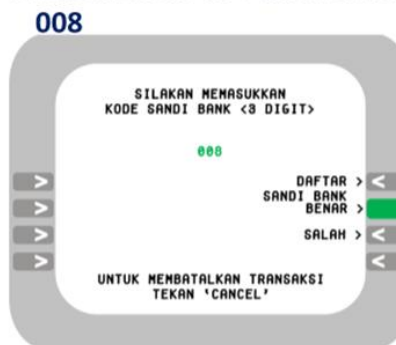 008
SILAKAN MEMASUKKAN
KODE SANDI BANK <3 DIGIT>
008
DAFTAR >
SANDI BANK
BENAR >
SALAH >
UNTUK MEMBATALKAN TRANSAKSI
TEKAN 'CANCEL'